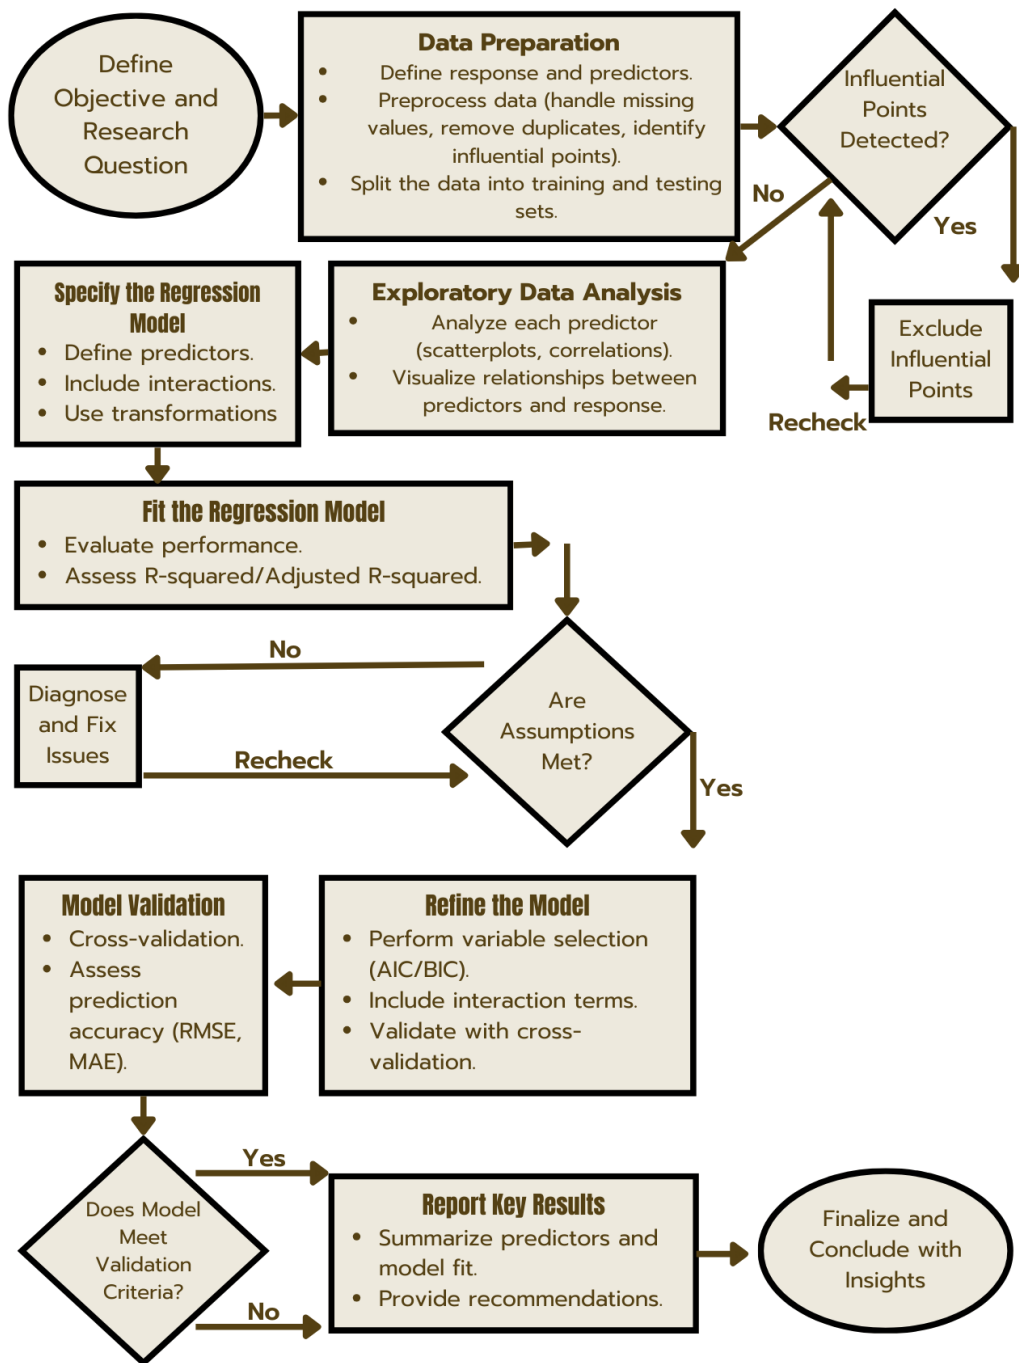 Define
Objective and
Research
Question
Data Preparation
• Define response and predictors.
• Preprocess data (handle missing
values, remove duplicates, identify
influential points).
• Split the data into training and testing
sets.
Influential
Points
Detected?
No
Yes
Specify the Regression
Model
• Define predictors.
• Include interactions.
• Use transformations
Exploratory Data Analysis
• Analyze each predictor
(scatterplots, correlations).
• Visualize relationships between
predictors and response.
Exclude
Influential
Points
Recheck
Fit the Regression Model
• Evaluate performance.
• Assess R-squared/Adjusted R-squared.
No
Diagnose
and Fix
Issues
Recheck
Are
Assumptions
Met?
Yes
Model Validation
• Cross-validation.
• Assess
prediction
accuracy (RMSE,
MAE).
Refine the Model
• Perform variable selection
(AIC/BIC).
• Include interaction terms.
• Validate with cross-
validation.
Does Model
Meet
Validation
Criteria?
Yes
No
Report Key Results
• Summarize predictors and
model fit.
• Provide recommendations.
Finalize and
Conclude with
Insights